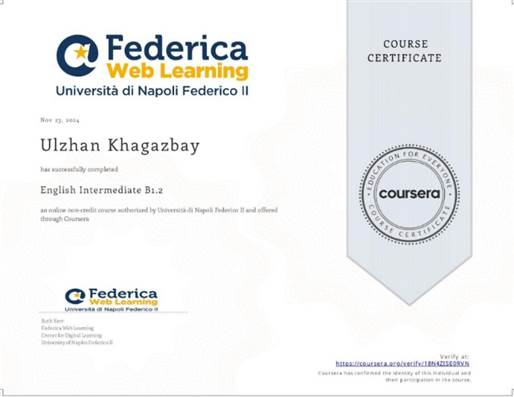 Federica
Web Learning
Università di Napoli Federico II
COURSE
CERTIFICATE
Nov 23, 2024
Ulzhan Khagazbay
has successfully completed
English Intermediate B1.2
an online non-credit course authorized by Università di Napoli Federico II and offered
through Coursera
EDUCATION FOR EVERYONE
coursera
COURSE CERTIFICATE
Federica
Web Learning
Università di Napoli Federico II
Ruth Kerr
Federica Web Learning
Center for Digital Learning
University of Naples Federico II
Verify at:
https://coursera.org/verify/
Coursera has confirmed the identity of this individual and
their participation in the course.